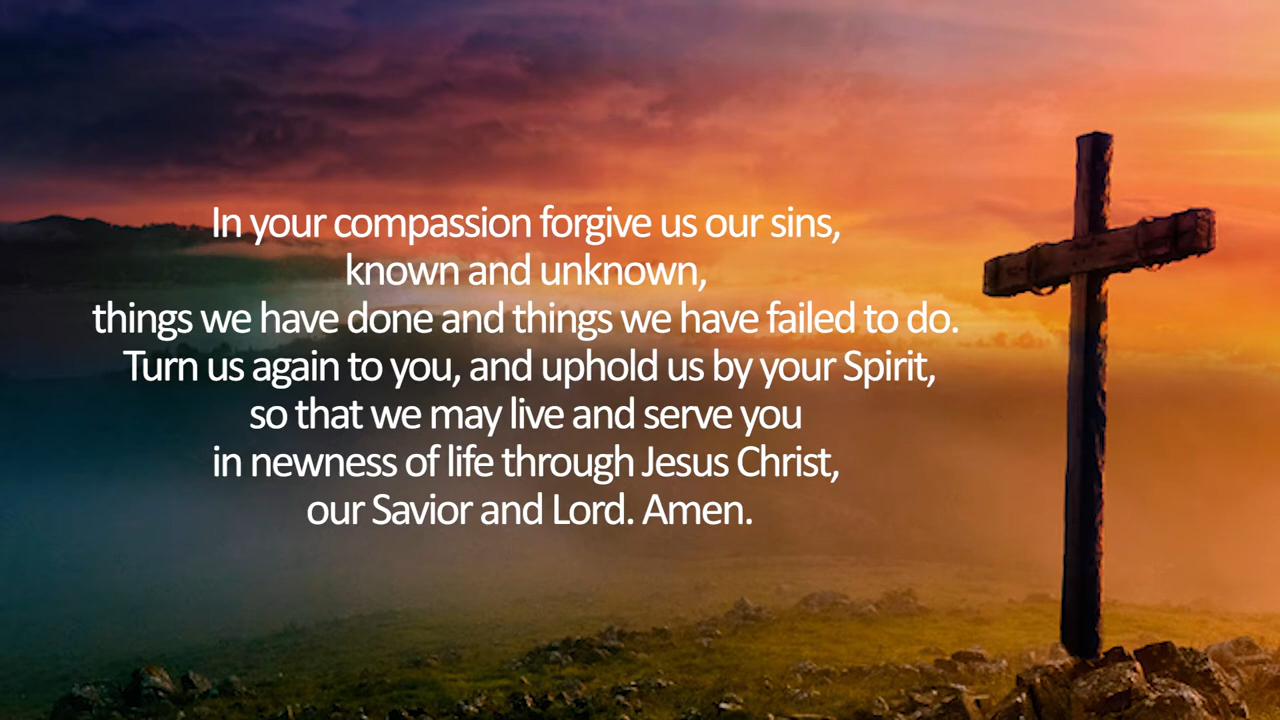 In your compassion forgive us our sins,
known and unknown,
things we have done and things we have failed to do.
Turn us again to you, and uphold us by your Spirit,
so that we may live and serve you
in newness of life through Jesus Christ,
our Savior and Lord. Amen.